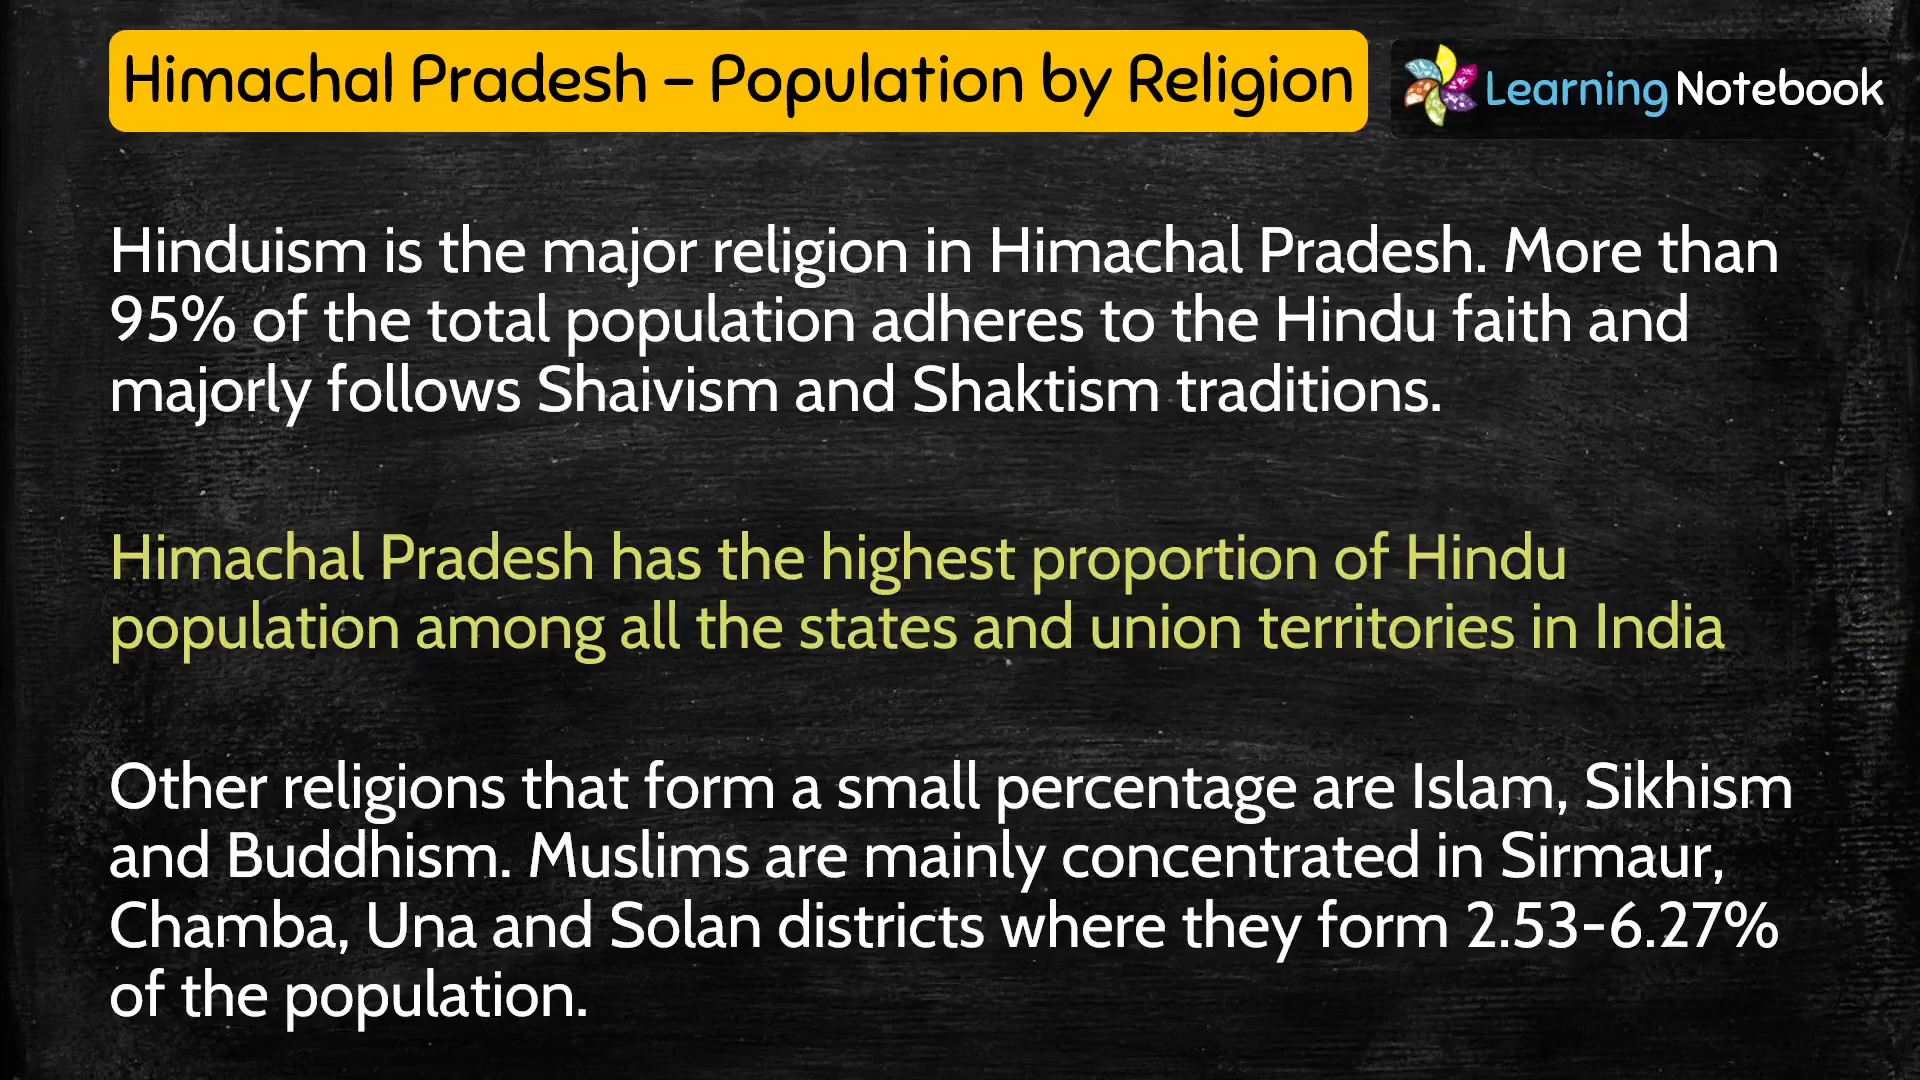 Himachal Pradesh – Population by Religion
Learning Notebook
Hinduism is the major religion in Himachal Pradesh. More than
95% of the total population adheres to the Hindu faith and
majorly follows Shaivism and Shaktism traditions.
Himachal Pradesh has the highest proportion of Hindu
population among all the states and union territories in India
Other religions that form a small percentage are Islam, Sikhism
and Buddhism. Muslims are mainly concentrated in Sirmaur,
Chamba, Una and Solan districts where they form 2.53-6.27%
of the population.